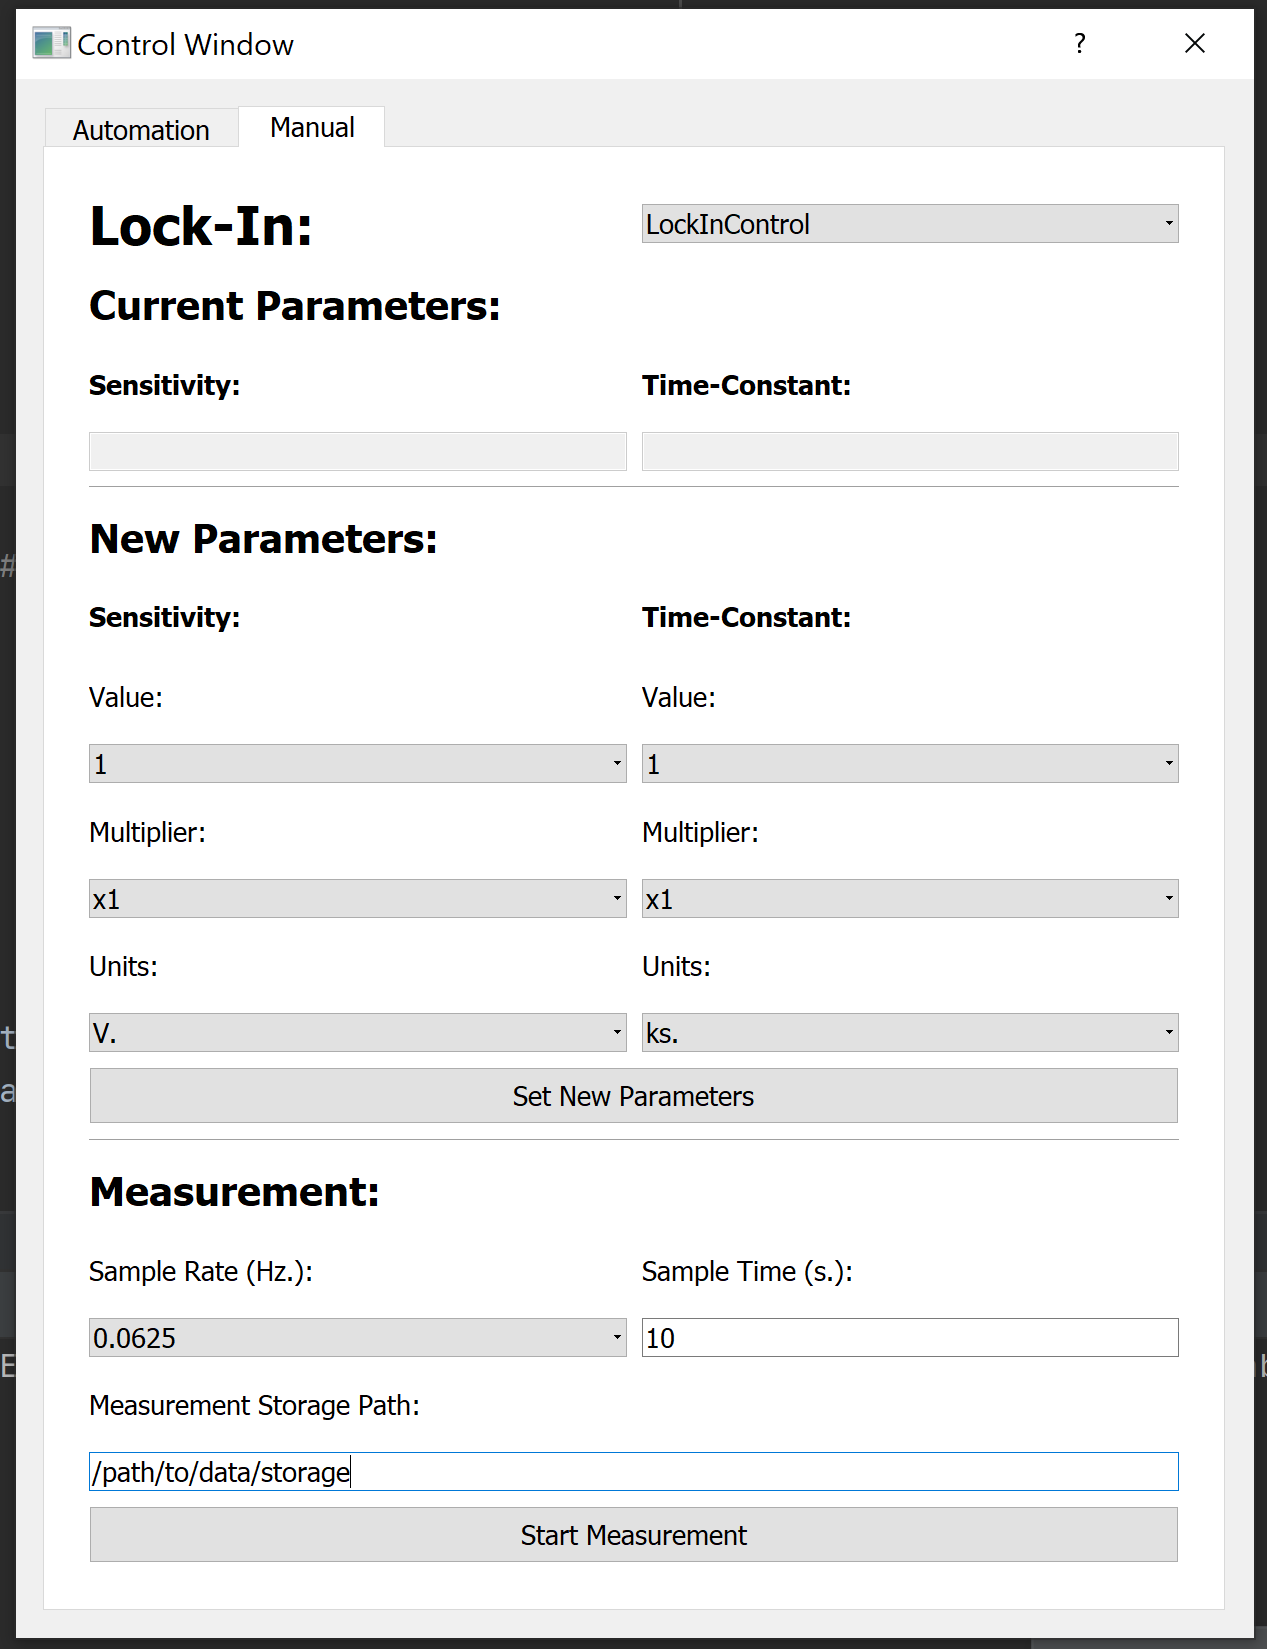 Control Window ?
Automation Manual
Lock-In: LockInControl
Current Parameters:
Sensitivity: Time-Constant:
New Parameters:
Sensitivity: Time-Constant:
Value: Value:
1 1
Multiplier: Multiplier:
x1 x1
Units: Units:
V. ks.
Set New Parameters
Measurement:
Sample Rate (Hz.): Sample Time (s.):
0.0625 10
Measurement Storage Path:
/path/to/data/storage
Start Measurement